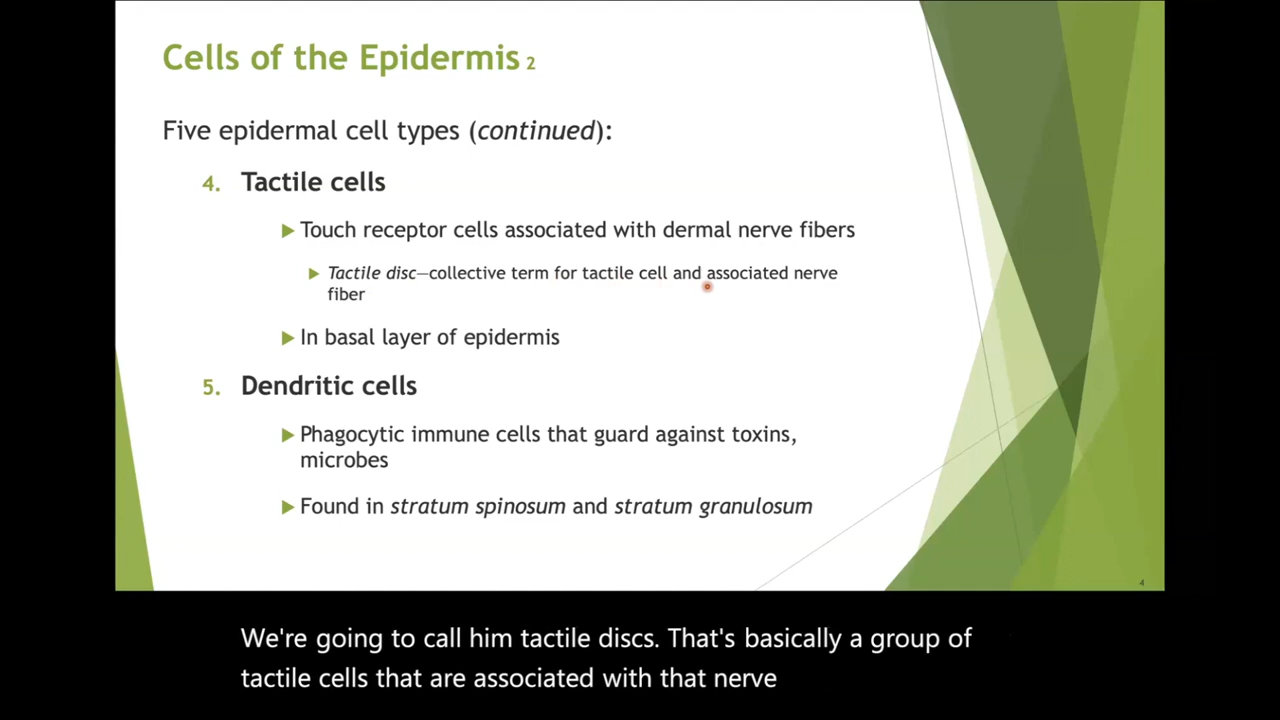 Cells of the Epidermis 2
Five epidermal cell types (continued):
4. Tactile cells
Touch receptor cells associated with dermal nerve fibers
Tactile disc—collective term for tactile cell and associated nerve
fiber
In basal layer of epidermis
5. Dendritic cells
Phagocytic immune cells that guard against toxins,
microbes
Found in stratum spinosum and stratum granulosum
4
We're going to call him tactile discs. That's basically a group of
tactile cells that are associated with that nerve